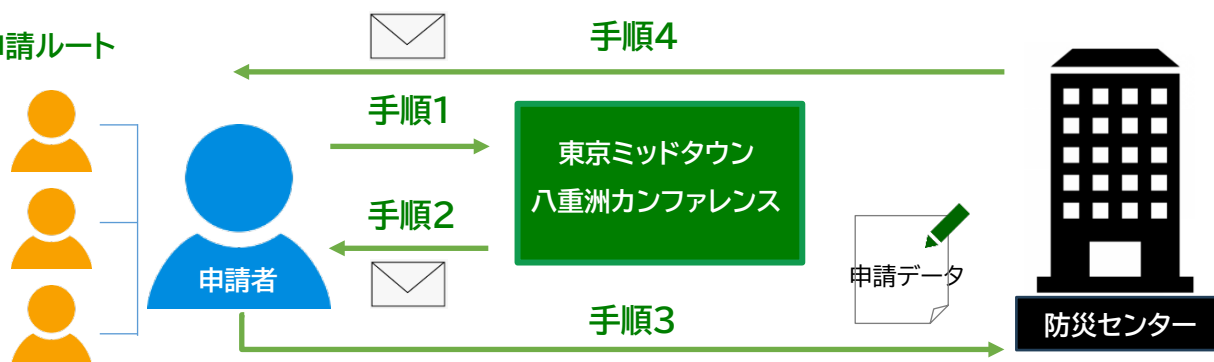 請ルート
手順4
手順1
東京ミッドタウン
八重洲カンファレンス
手順2
申請者
申請データ
手順3
防災センター